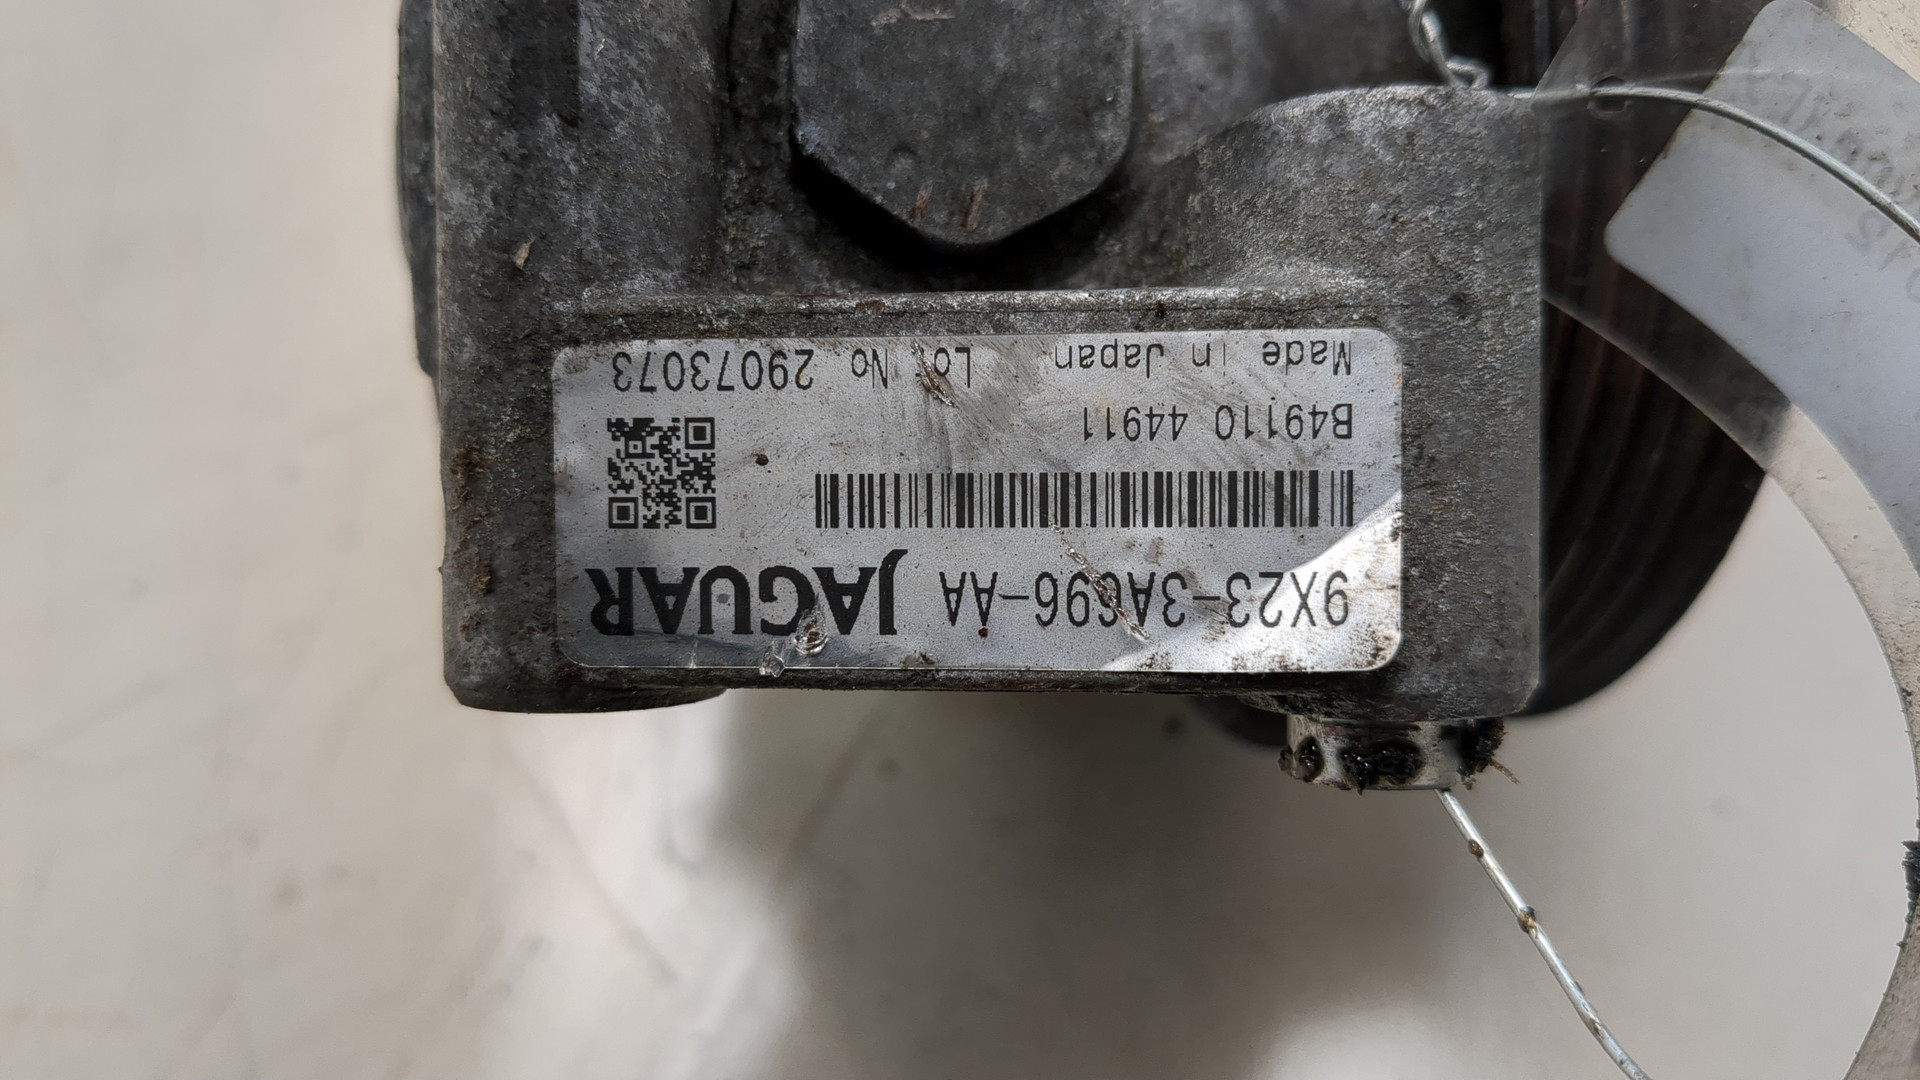 9X23-3A696-AA JAGUAR
B49110 44911
Made in Japan Lot No 29073073